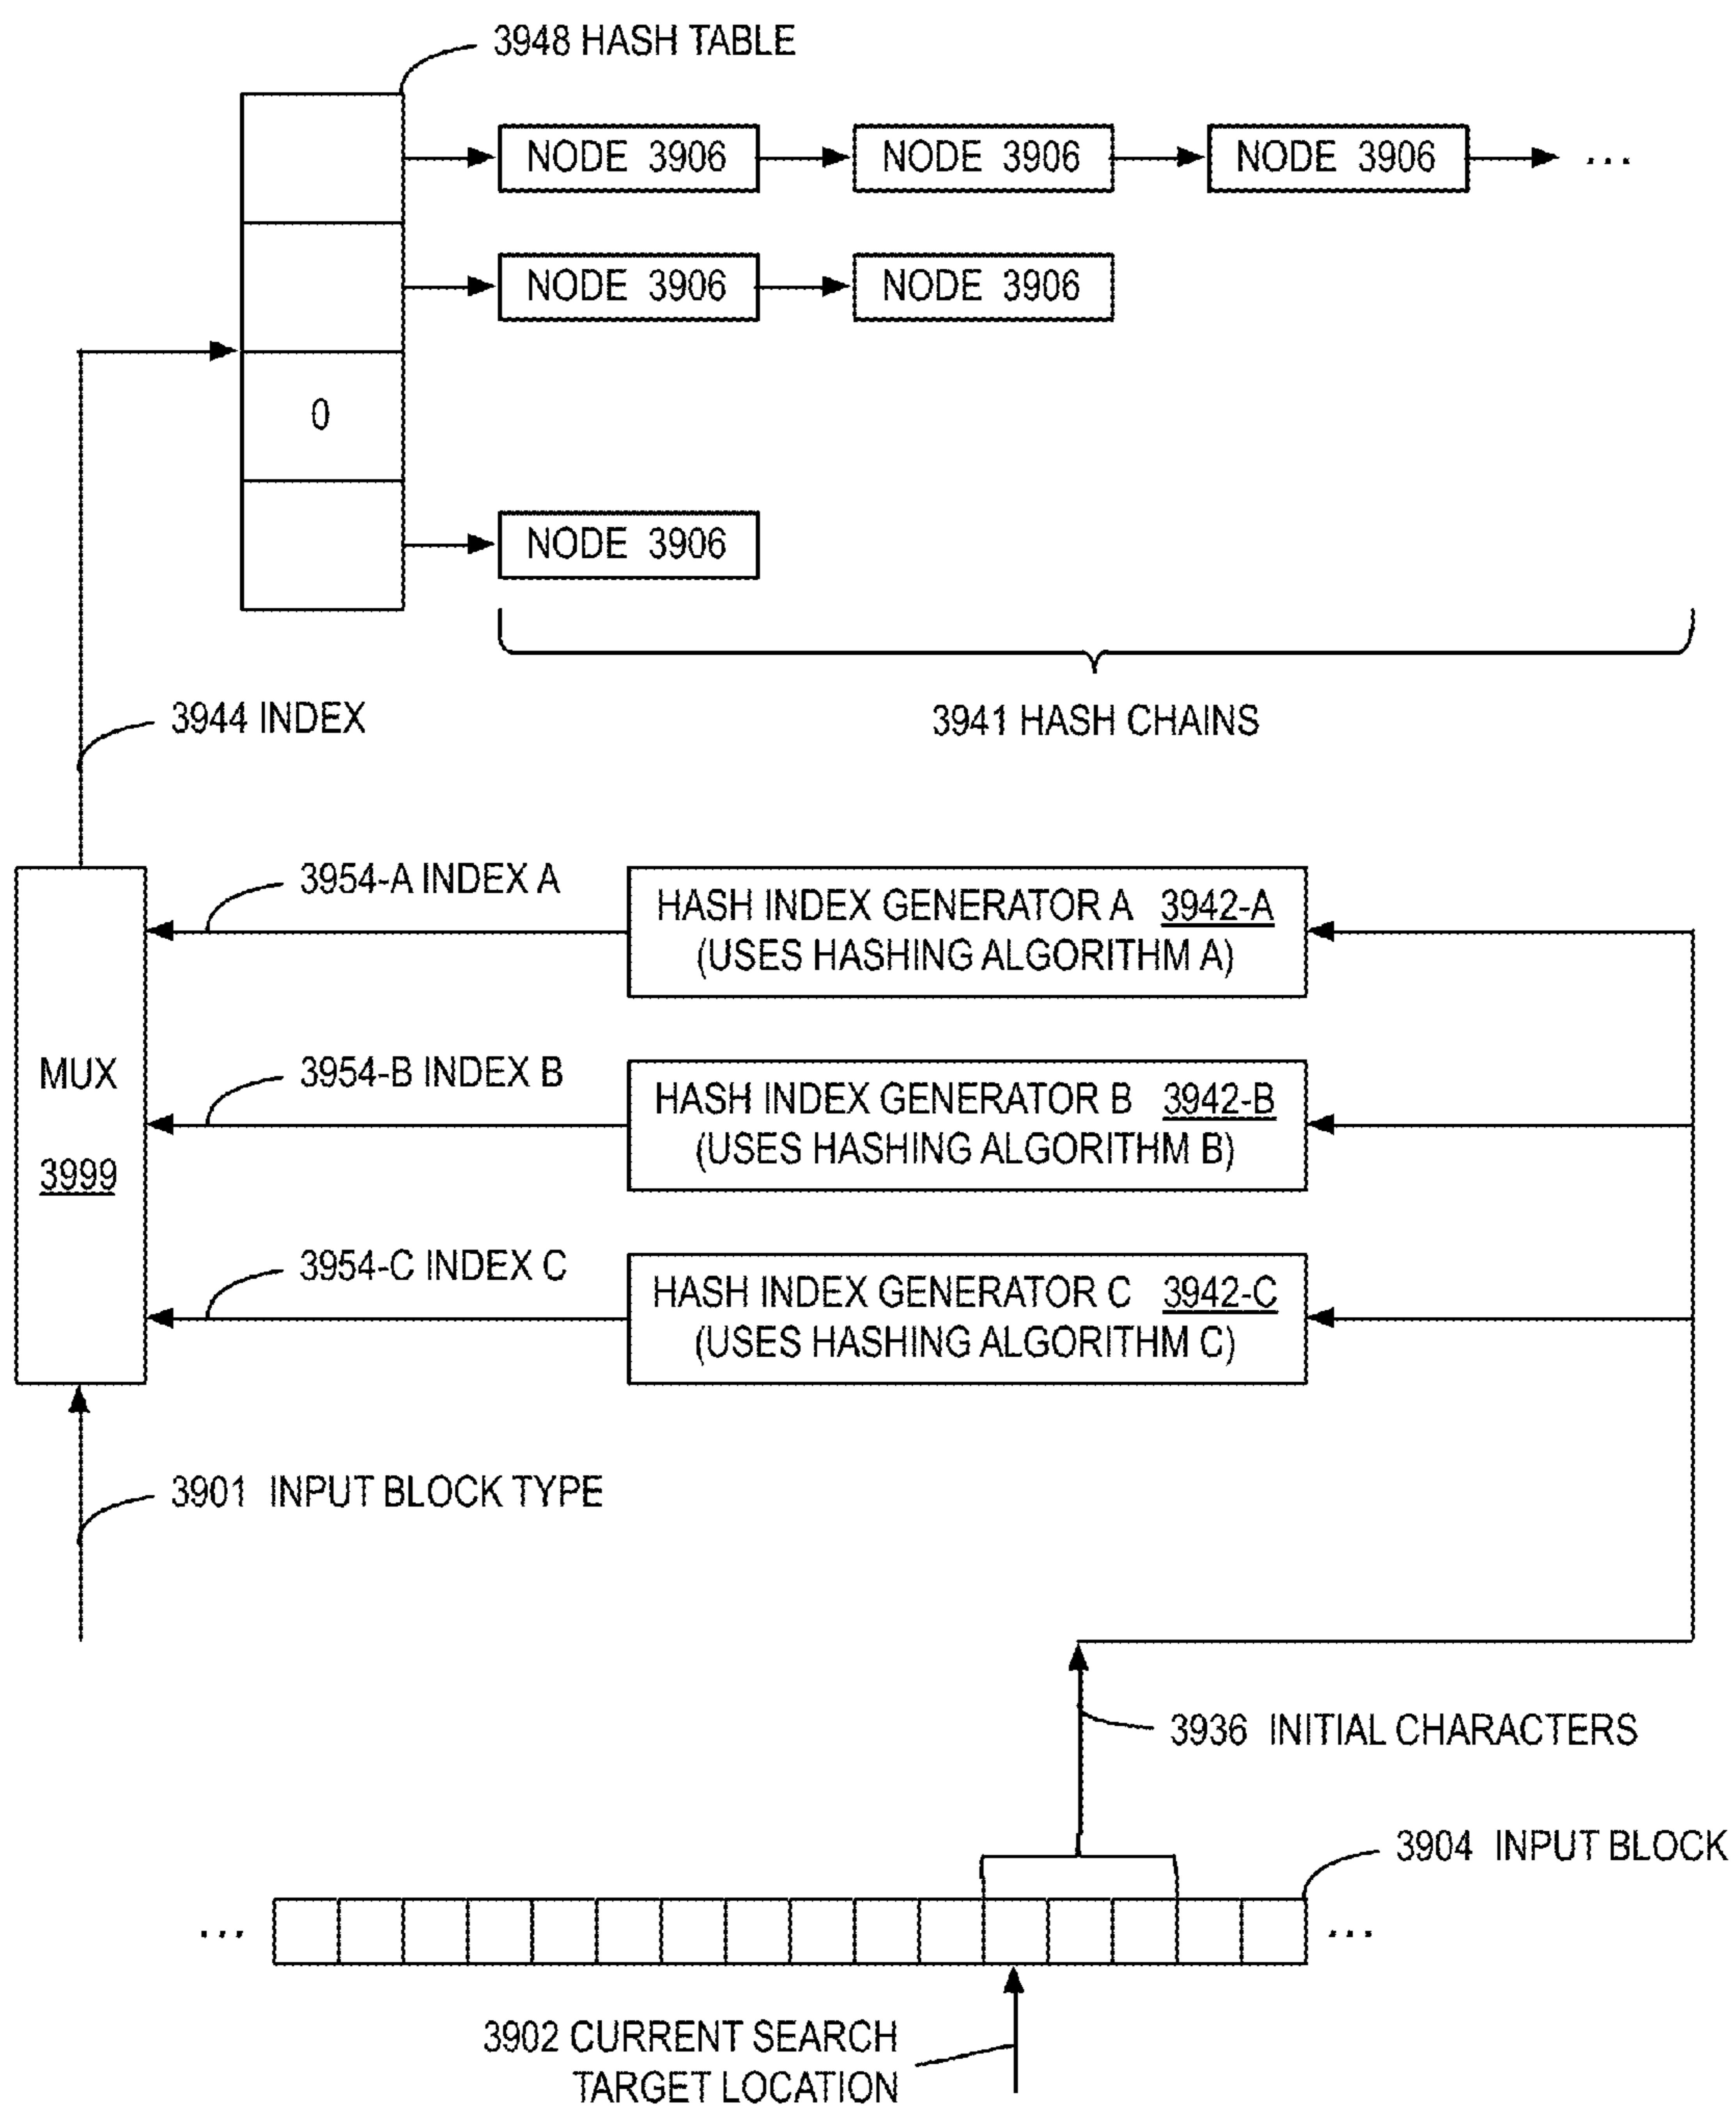 3948 HASH TABLE
NODE 3906 NODE 3906 NODE 3906 ...
NODE 3906 NODE 3906
0
NODE 3906
3944 INDEX
3941 HASH CHAINS
3954-A INDEX A
HASH INDEX GENERATOR A 3942-A
(USES HASHING ALGORITHM A)
MUX
3999
3954-B INDEX B
HASH INDEX GENERATOR B 3942-B
(USES HASHING ALGORITHM B)
3954-C INDEX C
HASH INDEX GENERATOR C 3942-C
(USES HASHING ALGORITHM C)
3901 INPUT BLOCK TYPE
3936 INITIAL CHARACTERS
3904 INPUT BLOCK
... ...
3902 CURRENT SEARCH
TARGET LOCATION